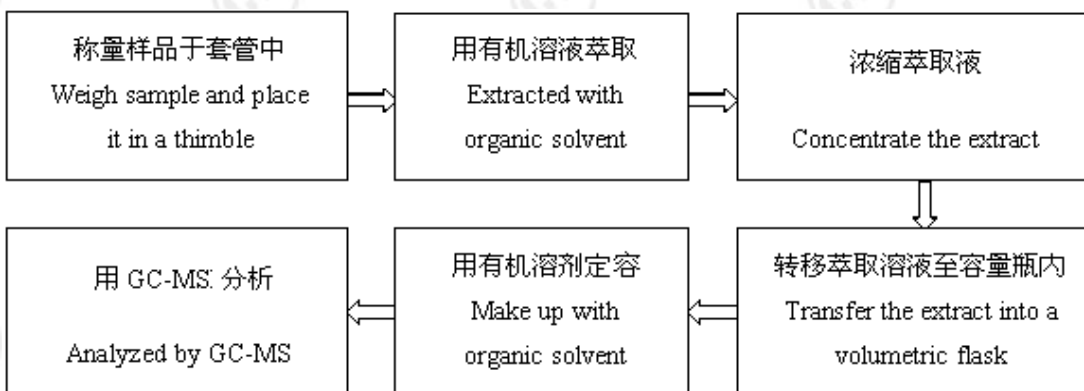 称量样品于套管中
Weigh sample and place
it in a thimble
用有机溶液萃取
Extracted with
organic solvent
浓缩萃取液
Concentrate the extract
转移萃取溶液至容量瓶内
Transfer the extract into a
volumetric flask
用有机溶剂定容
Make up with
organic solvent
用 GC-MS 分析
Analyzed by GC-MS